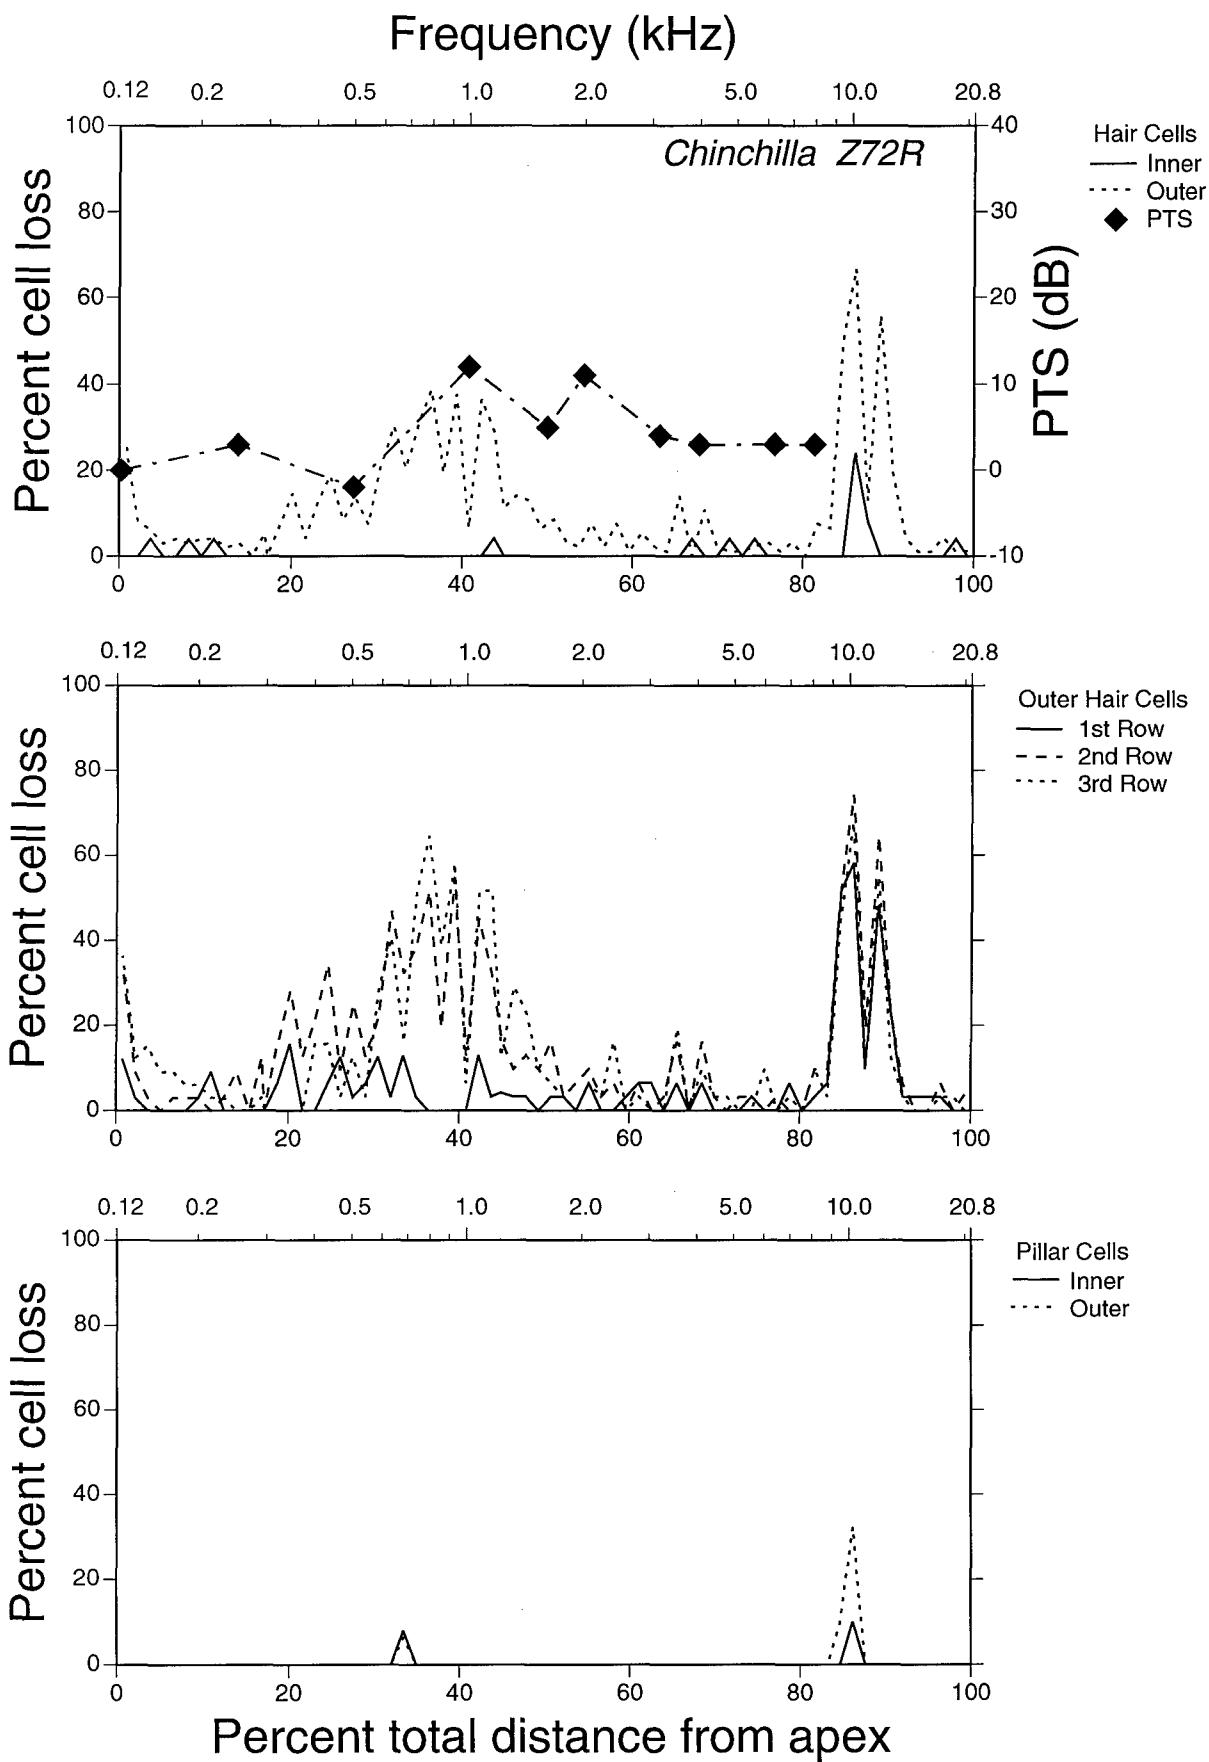 Frequency (kHz)
0.12 0.2 0.5 1.0 2.0 5.0 10.0 20.8
100 40
Chinchilla Z72R
Hair Cells
Inner
Outer
PTS
80 30
60 20
40 10
20 0
0 -10
0 20 40 60 80 100
Percent cell loss
PTS (dB)
0.12 0.2 0.5 1.0 2.0 5.0 10.0 20.8
100
Outer Hair Cells
1st Row
2nd Row
3rd Row
80
60
40
20
0
0 20 40 60 80 100
Percent cell loss
0.12 0.2 0.5 1.0 2.0 5.0 10.0 20.8
100
Pillar Cells
Inner
Outer
80
60
40
20
0
0 20 40 60 80 100
Percent cell loss
Percent total distance from apex